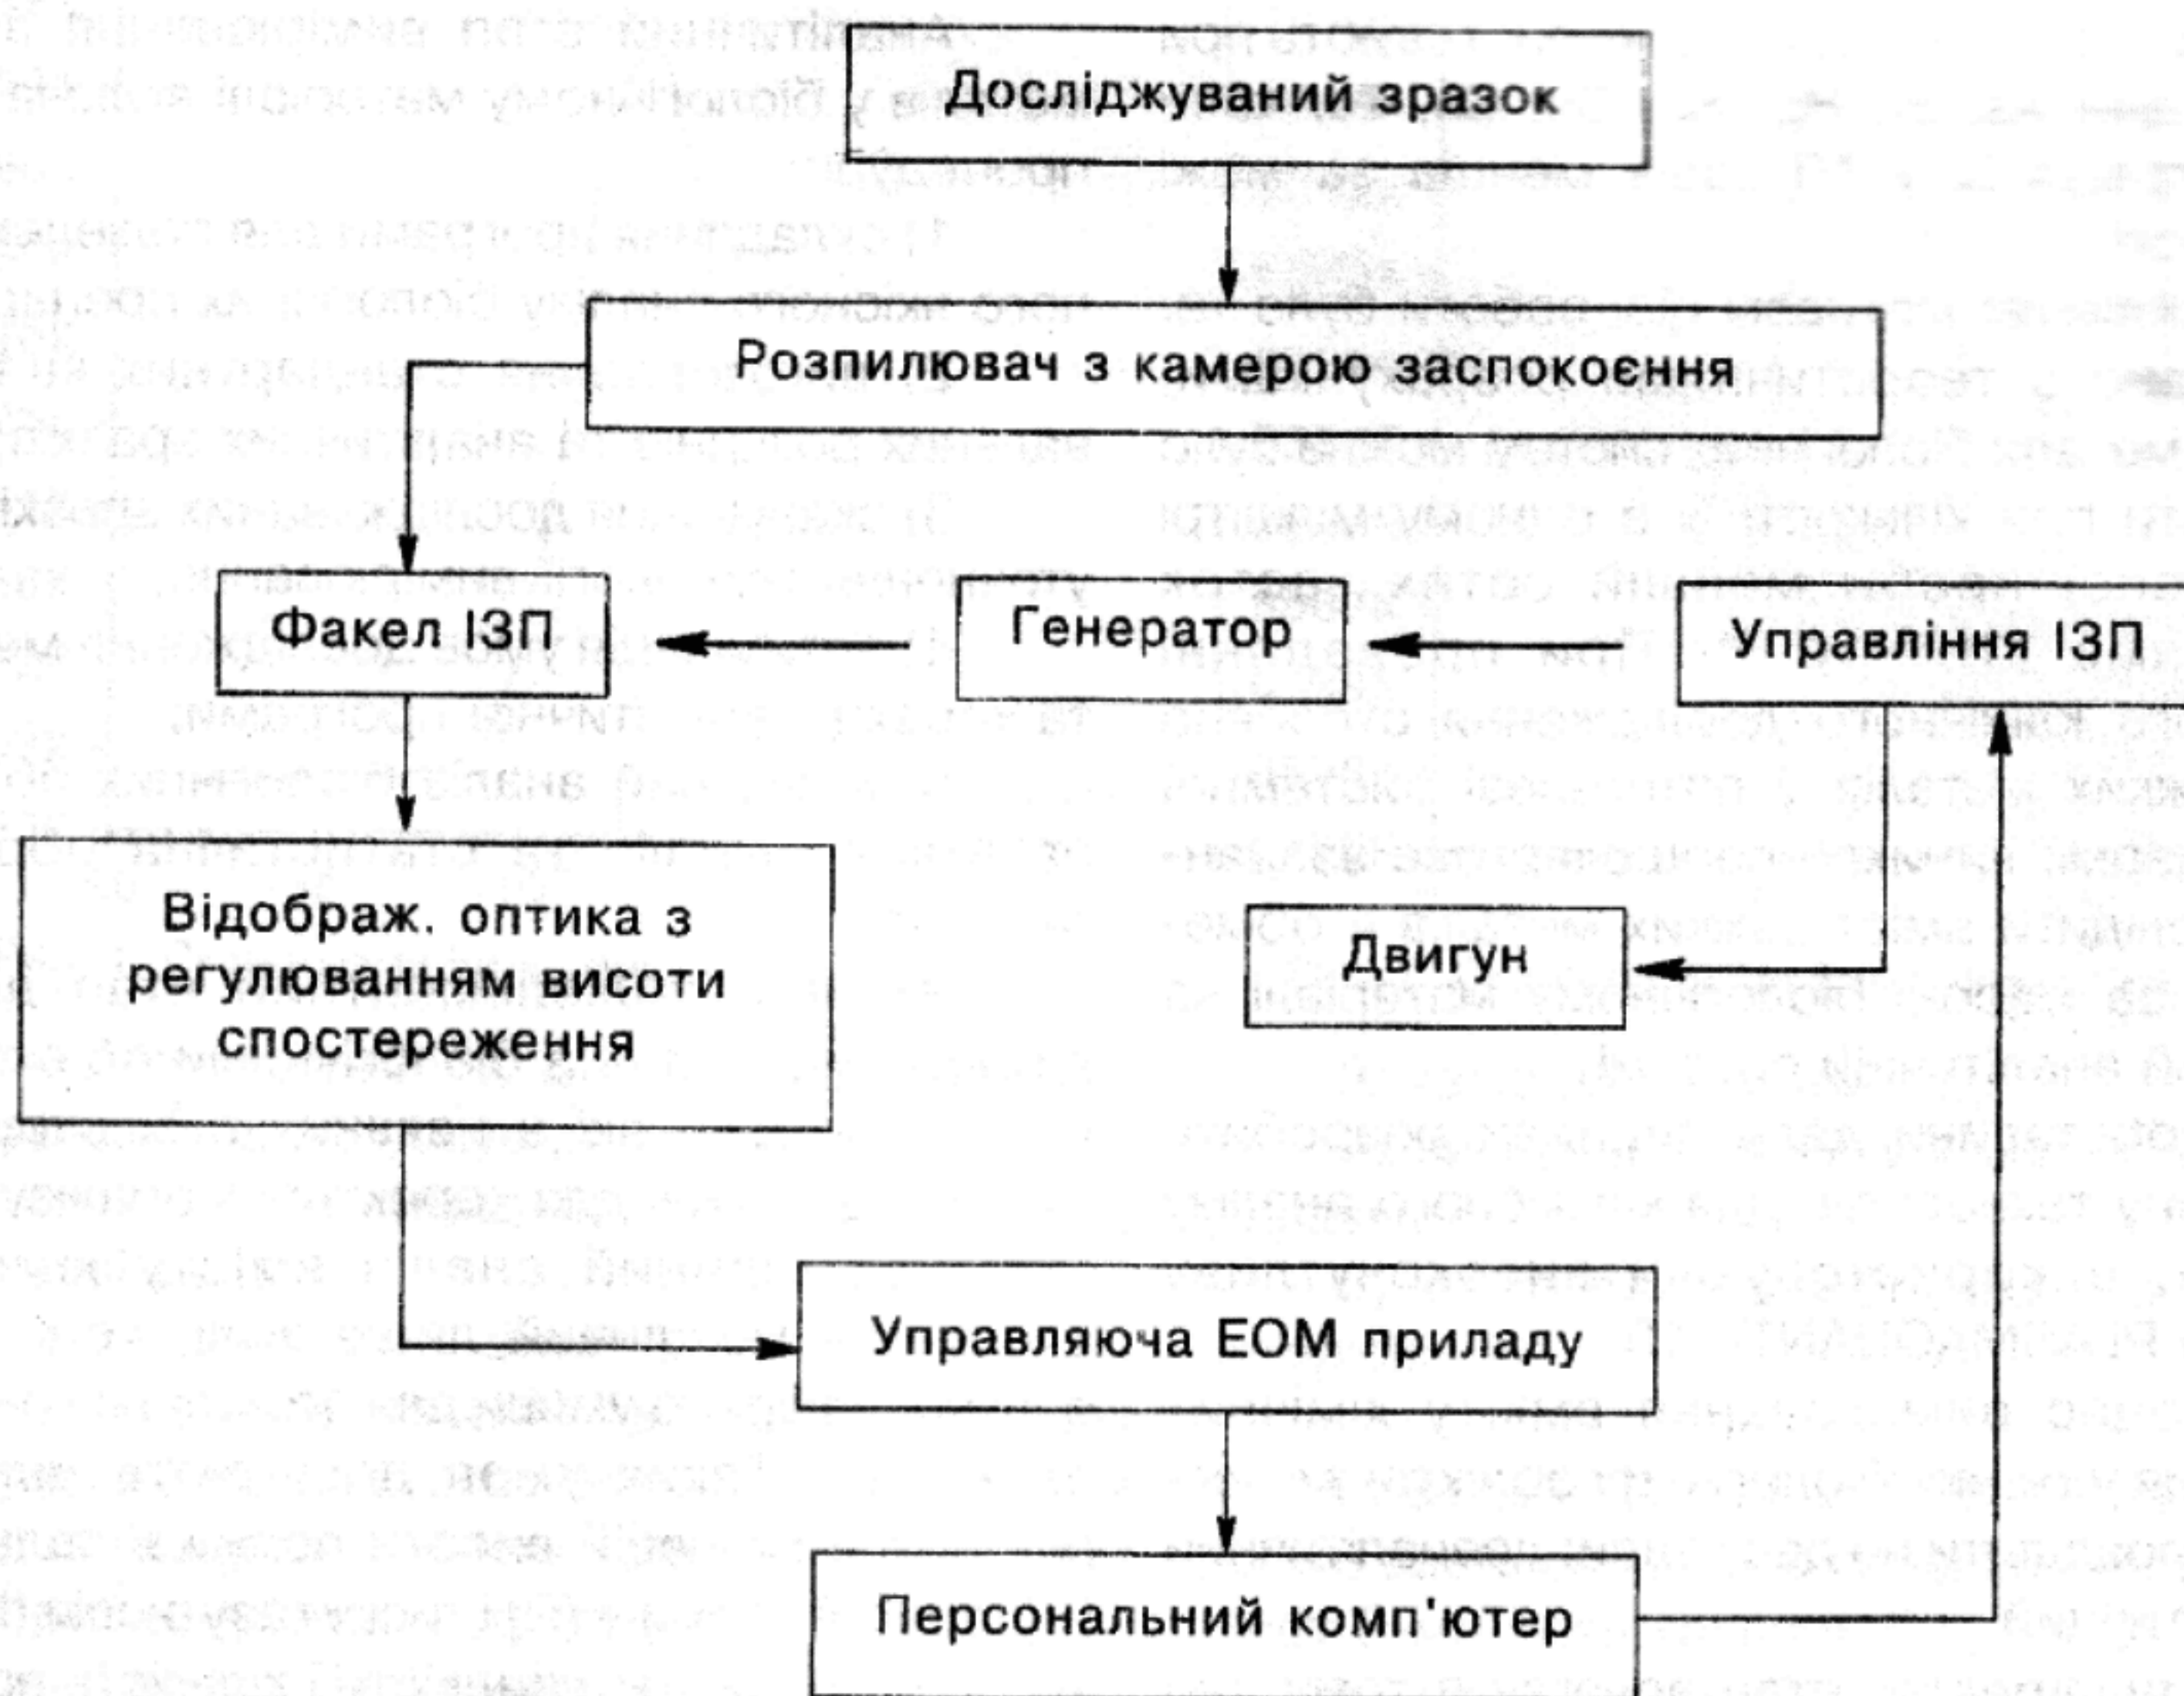 Досліджуваний зразок
Розпилювач з камерою заспокоєння
Факел ІЗП
Генератор
Управління ІЗП
Відображ. оптика з
регулюванням висоти
спостереження
Двигун
Управляюча ЕОМ приладу
Персональний комп'ютер